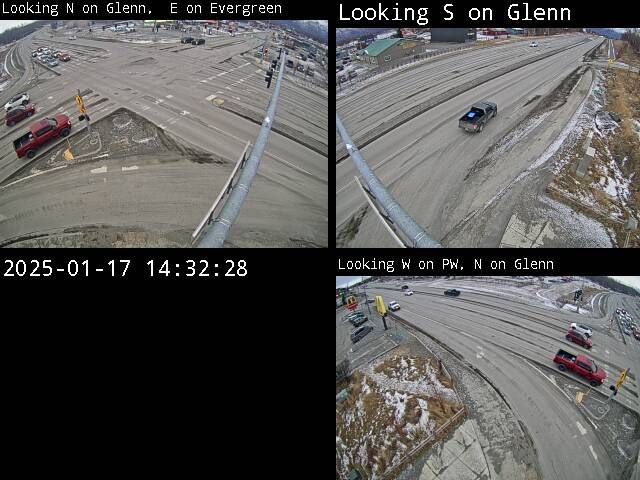 Looking N on Glenn,  E on Evergreen
Looking S on Glenn
2025-01-17 14:32:28
Looking W on PW, N on Glenn